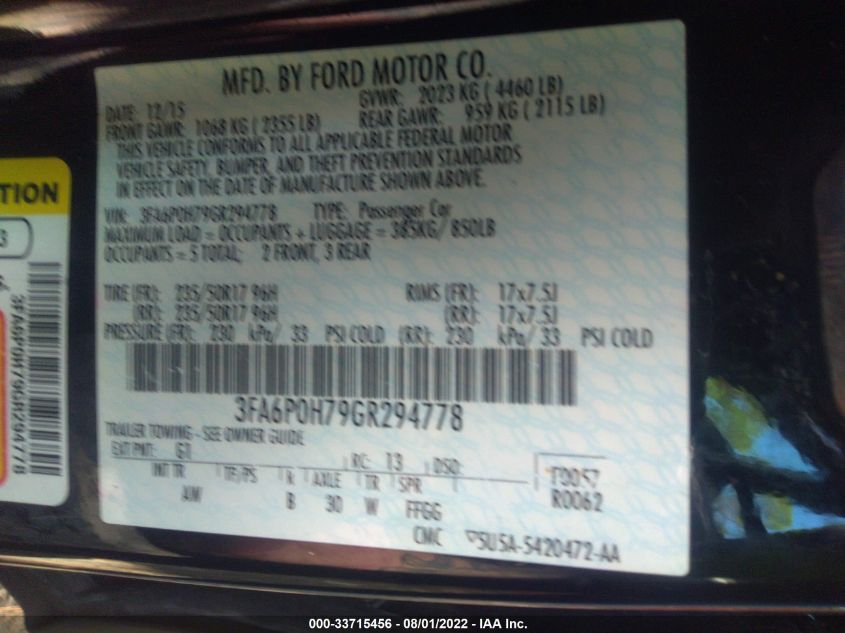 MFD. BY FORD MOTOR CO.
DATE: 12/15 GVWR: 2023 KG ( 4460 LB)
FRONT GAWR: 1068 KG ( 2355 LB) REAR GAWR: 959 KG ( 2115 LB)
THIS VEHICLE CONFORMS TO ALL APPLICABLE FEDERAL MOTOR
VEHICLE SAFETY, BUMPER, AND THEFT PREVENTION STANDARDS
IN EFFECT ON THE DATE OF MANUFACTURE SHOWN ABOVE.
VIN: 3FA6P0H79GR294778 TYPE: Passenger Car
MAXIMUM LOAD = OCCUPANTS + LUGGAGE = 385KG/ 850LB
OCCUPANTS = 5 TOTAL; 2 FRONT, 3 REAR
TIRE (FR): 235/50R17 96H RIMS (FR): 17x7.5J
(RR): 235/50R17 96H (RR): 17x7.5J
PRESSURE (FR): 230 kPa/ 33 PSI COLD (RR): 230 kPa/ 33 PSI COLD
3FA6P0H79GR294778
TRAILER TOWING - SEE OWNER GUIDE
EXT PNT: G1 RC: 13 DSO:
INT TR TP/PS R AXLE TR SPR T0057
AM B 30 W FFGG R0062
CMC ▽5U5A-5420472-AA
TION
3
S.
3FA6P0H79GR294778
000-33715456 - 08/01/2022 - IAA Inc.